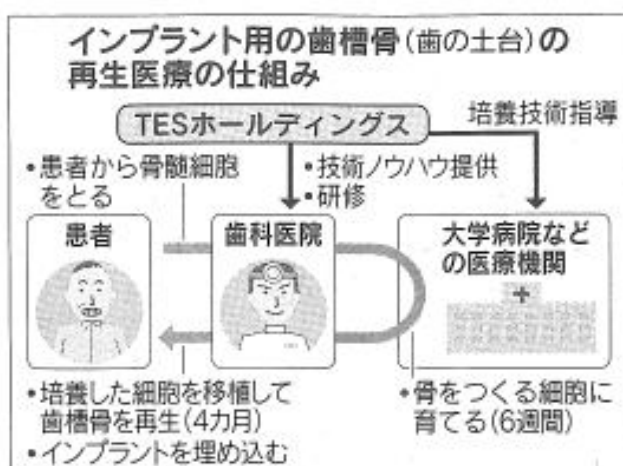 インプラント用の歯槽骨(歯の土台)の
再生医療の仕組み
TESホールディングス
培養技術指導
•患者から骨髄細胞
をとる
•技術ノウハウ提供
•研修
患者
歯科医院
大学病院など
の医療機関
•培養した細胞を移植して
歯槽骨を再生(4カ月)
•インプラントを埋め込む
•骨をつくる細胞に
育てる(6週間)